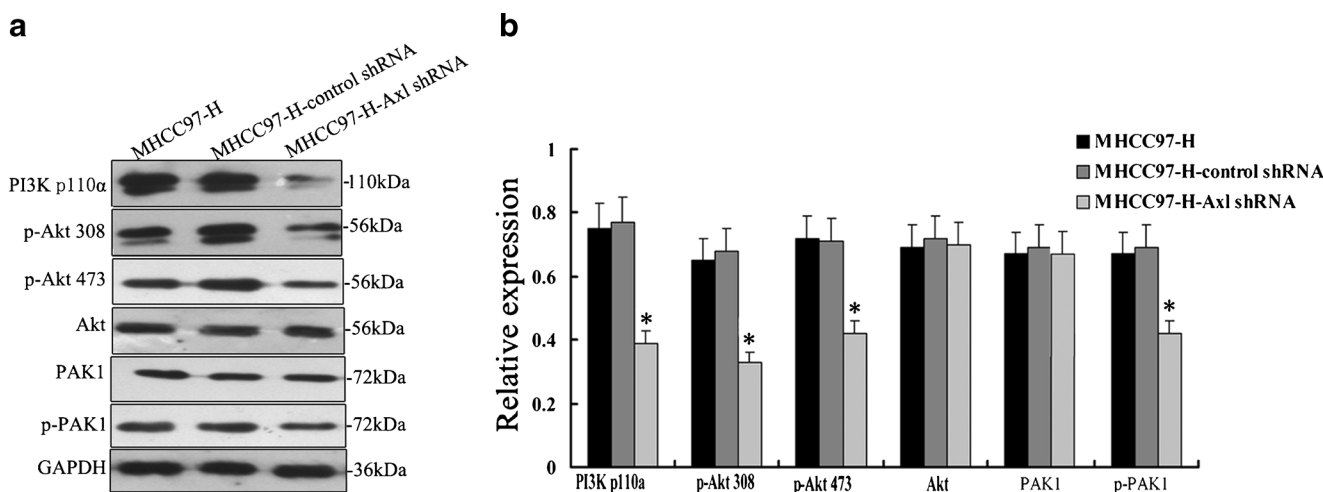 a
MHCC97-H
MHCC97-H-control shRNA
MHCC97-H-Axl shRNA
PI3K p110α
-110kDa
p-Akt 308
-56kDa
p-Akt 473
-56kDa
Akt
-56kDa
PAK1
-72kDa
p-PAK1
-72kDa
GAPDH
-36kDa
b
Relative expression
1
0.8
0.6
0.4
0.2
0
MHCC97-H
MHCC97-H-control shRNA
MHCC97-H-Axl shRNA
* * * *
PI3K p110a p-Akt 308 p-Akt 473 Akt PAK1 p-PAK1